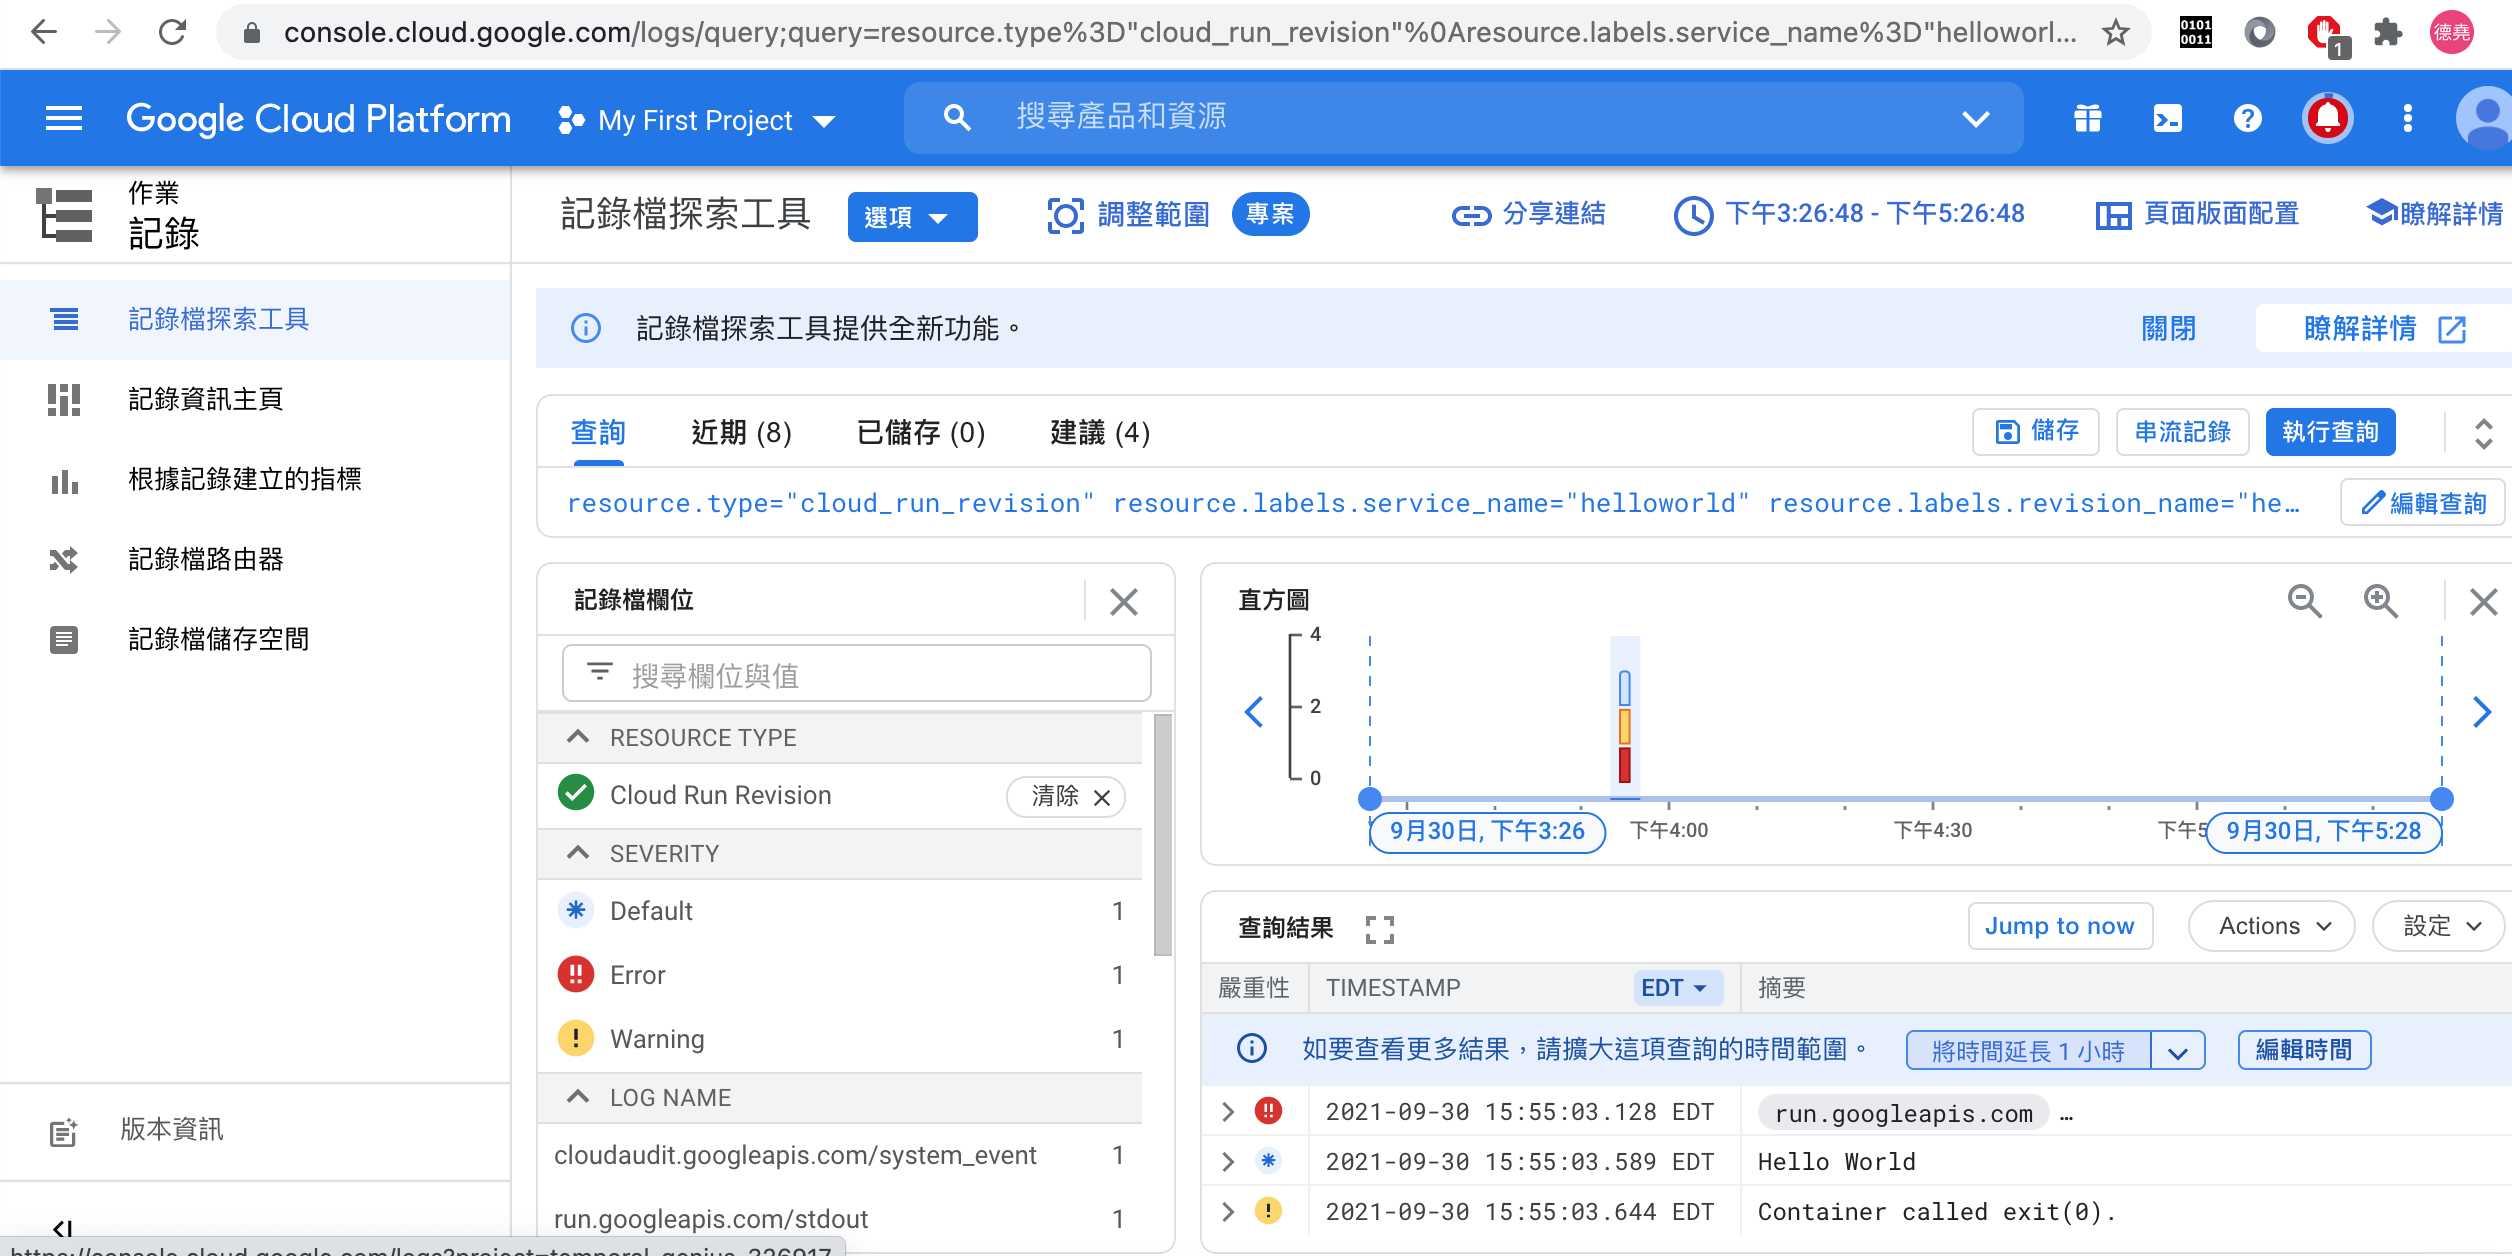 console.cloud.google.com/logs/query;query=resource.type%3D"cloud_run_revision"%0Aresource.labels.service_name%3D"helloworl...
0101
0011
1
德堯
Google Cloud Platform
My First Project
搜尋產品和資源
作業
記錄
記錄檔探索工具
選項
調整範圍
專案
分享連結
下午3:26:48 - 下午5:26:48
頁面版面配置
瞭解詳情
記錄檔探索工具
記錄資訊主頁
根據記錄建立的指標
記錄檔路由器
記錄檔儲存空間
版本資訊
https://console.cloud.google.com/logs?project=temporal-genius-326917
記錄檔探索工具提供全新功能。
關閉
瞭解詳情
查詢
近期 (8)
已儲存 (0)
建議 (4)
儲存
串流記錄
執行查詢
resource.type="cloud_run_revision" resource.labels.service_name="helloworld" resource.labels.revision_name="he…
編輯查詢
記錄檔欄位
搜尋欄位與值
RESOURCE TYPE
Cloud Run Revision
清除
SEVERITY
Default 1
Error 1
Warning 1
LOG NAME
cloudaudit.googleapis.com/system_event 1
run.googleapis.com/stdout 1
直方圖
4
2
0
9月30日, 下午3:26
下午4:00
下午4:30
下午5
9月30日, 下午5:28
查詢結果
Jump to now
Actions
設定
嚴重性
TIMESTAMP
EDT
摘要
如要查看更多結果，請擴大這項查詢的時間範圍。
將時間延長 1 小時
編輯時間
2021-09-30 15:55:03.128 EDT run.googleapis.com …
2021-09-30 15:55:03.589 EDT Hello World
2021-09-30 15:55:03.644 EDT Container called exit(0).